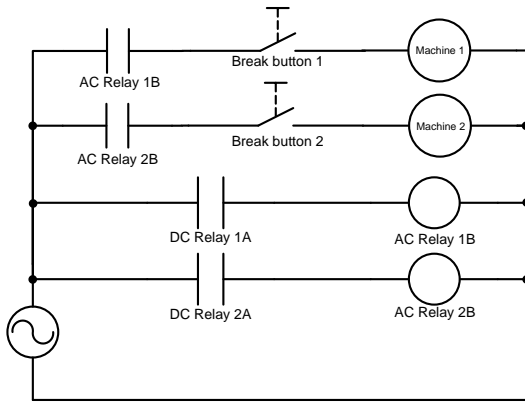 Machine 1
Break button 1
AC Relay 1B
Machine 2
Break button 2
AC Relay 2B
DC Relay 1A
AC Relay 1B
DC Relay 2A
AC Relay 2B